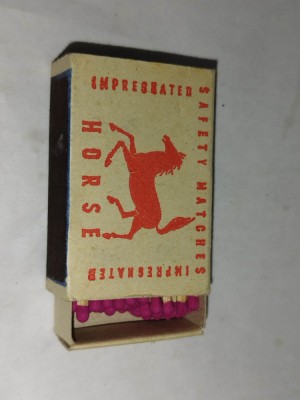 IMPREGNATED
SAFETY MATCHES
HORSE
IMPREGNATED